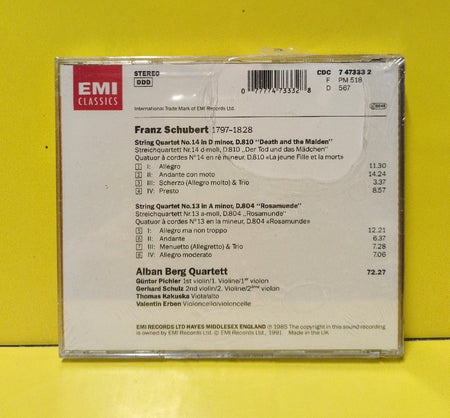 EMI
CLASSICS
STEREO
DDD
0 77774 73332 8
CDC 7 47333 2
F PM 518
D 567
International Trade Mark of EMI Records Ltd.
Franz Schubert 1797-1828
String Quartet No.14 in D minor, D.810 "Death and the Maiden"
Streichquartett Nr.14 d-moll, D.810 „Der Tod und das Mädchen"
Quatuor à cordes N°14 en ré mineur, D.810 «La jeune Fille et la mort»
1 I: Allegro 11.30
2 II: Andante con moto 14.24
3 III: Scherzo (Allegro molto) & Trio 3.37
4 IV: Presto 8.57
String Quartet No.13 in A minor, D.804 "Rosamunde"
Streichquartett Nr.13 a-moll, D.804 „Rosamunde"
Quatuor à cordes N°13 en la mineur, D.804 «Rosamunde»
5 I: Allegro ma non troppo 12.21
6 II: Andante 6.37
7 III: Menuetto (Allegretto) & Trio 7.28
8 IV: Allegro moderato 7.06
Alban Berg Quartett 72.27
Günter Pichler 1st violin/1. Violine/1er violon
Gerhard Schulz 2nd violin/2. Violine/2ème violon
Thomas Kakuska Viola/alto
Valentin Erben Violoncello/violoncelle
EMI RECORDS LTD HAYES MIDDLESEX ENGLAND ℗ 1985 The copyright in this sound recording
is owned by EMI Records Ltd. © EMI Records Ltd., 1991. Made in the UK